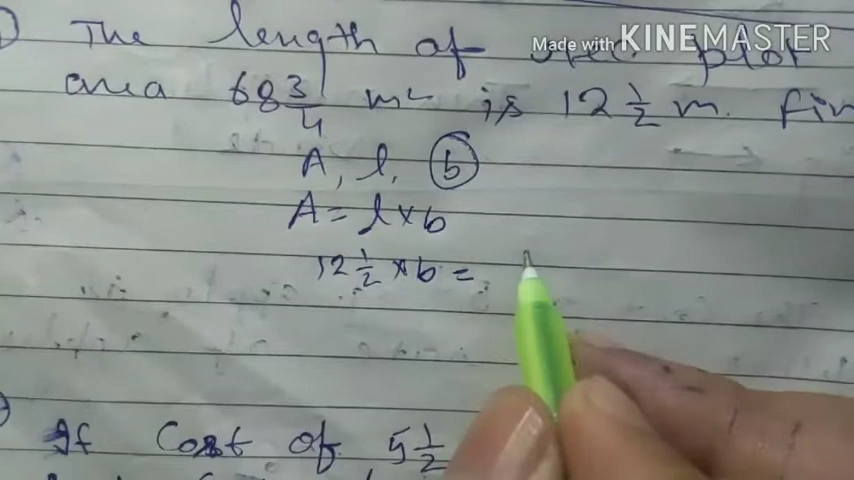 The length of plot
area 68 3/4 m² is 12 1/2 m. Fin
A, l, b
A = l × b
12 1/2 × b =
If Cost of 5 1/2
Made with KINEMASTER